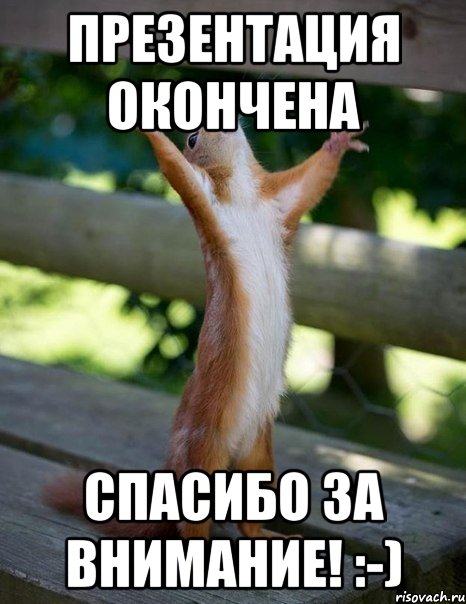 ПРЕЗЕНТАЦИЯ
ОКОНЧЕНА
СПАСИБО ЗА
ВНИМАНИЕ! :-)
risovach.ru